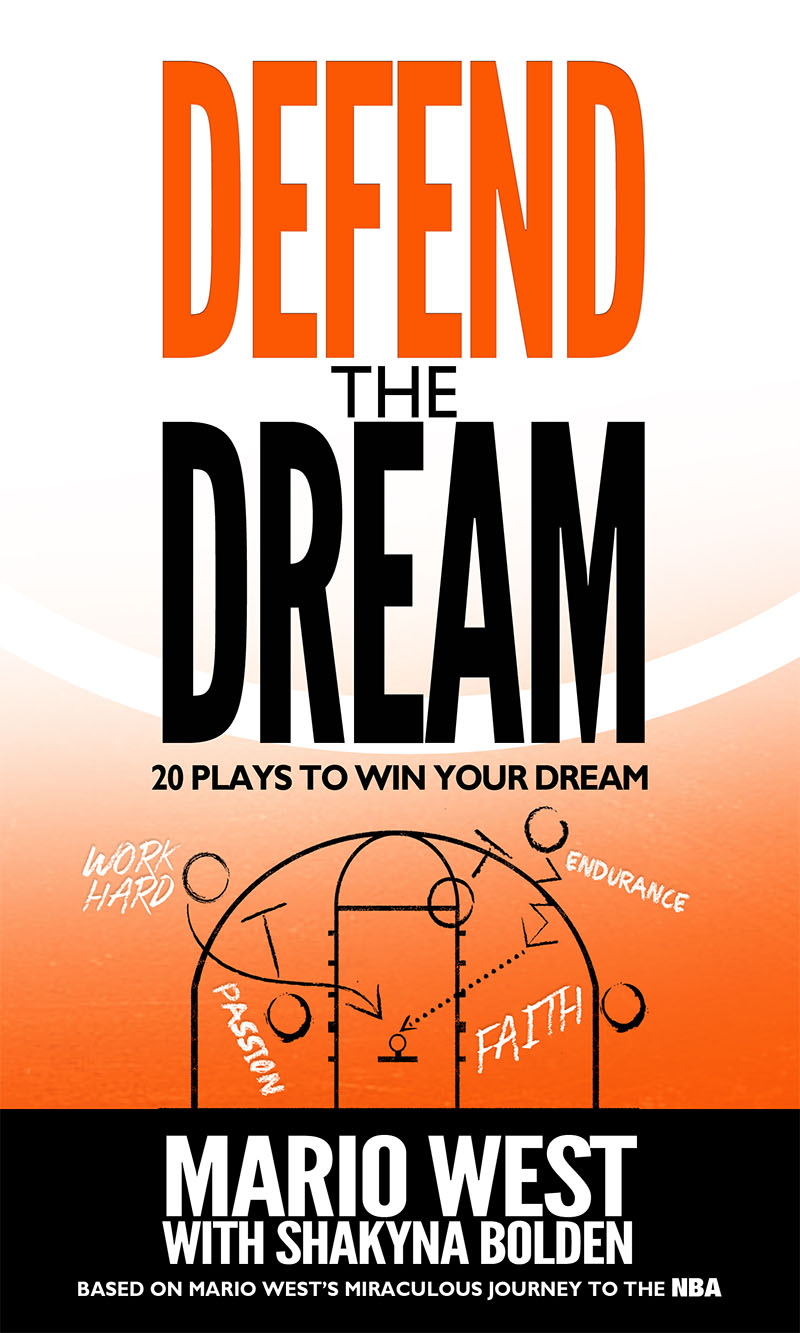 DEFEND
THE
DREAM
20 PLAYS TO WIN YOUR DREAM
WORK
HARD
ENDURANCE
PASSION
FAITH
MARIO WEST
WITH SHAKYNA BOLDEN
BASED ON MARIO WEST'S MIRACULOUS JOURNEY TO THE NBA